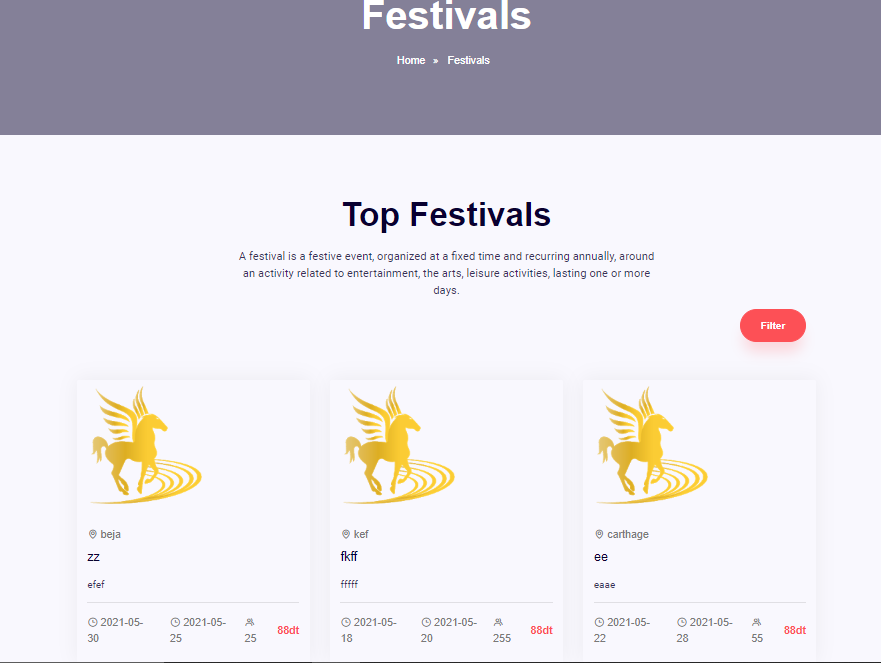 Festivals
Home » Festivals
Top Festivals
A festival is a festive event, organized at a fixed time and recurring annually, around
an activity related to entertainment, the arts, leisure activities, lasting one or more
days.
Filter
beja
zz
efef
2021-05-30
2021-05-25
25
88dt
kef
fkff
fffff
2021-05-18
2021-05-20
255
88dt
carthage
ee
eaae
2021-05-22
2021-05-28
55
88dt